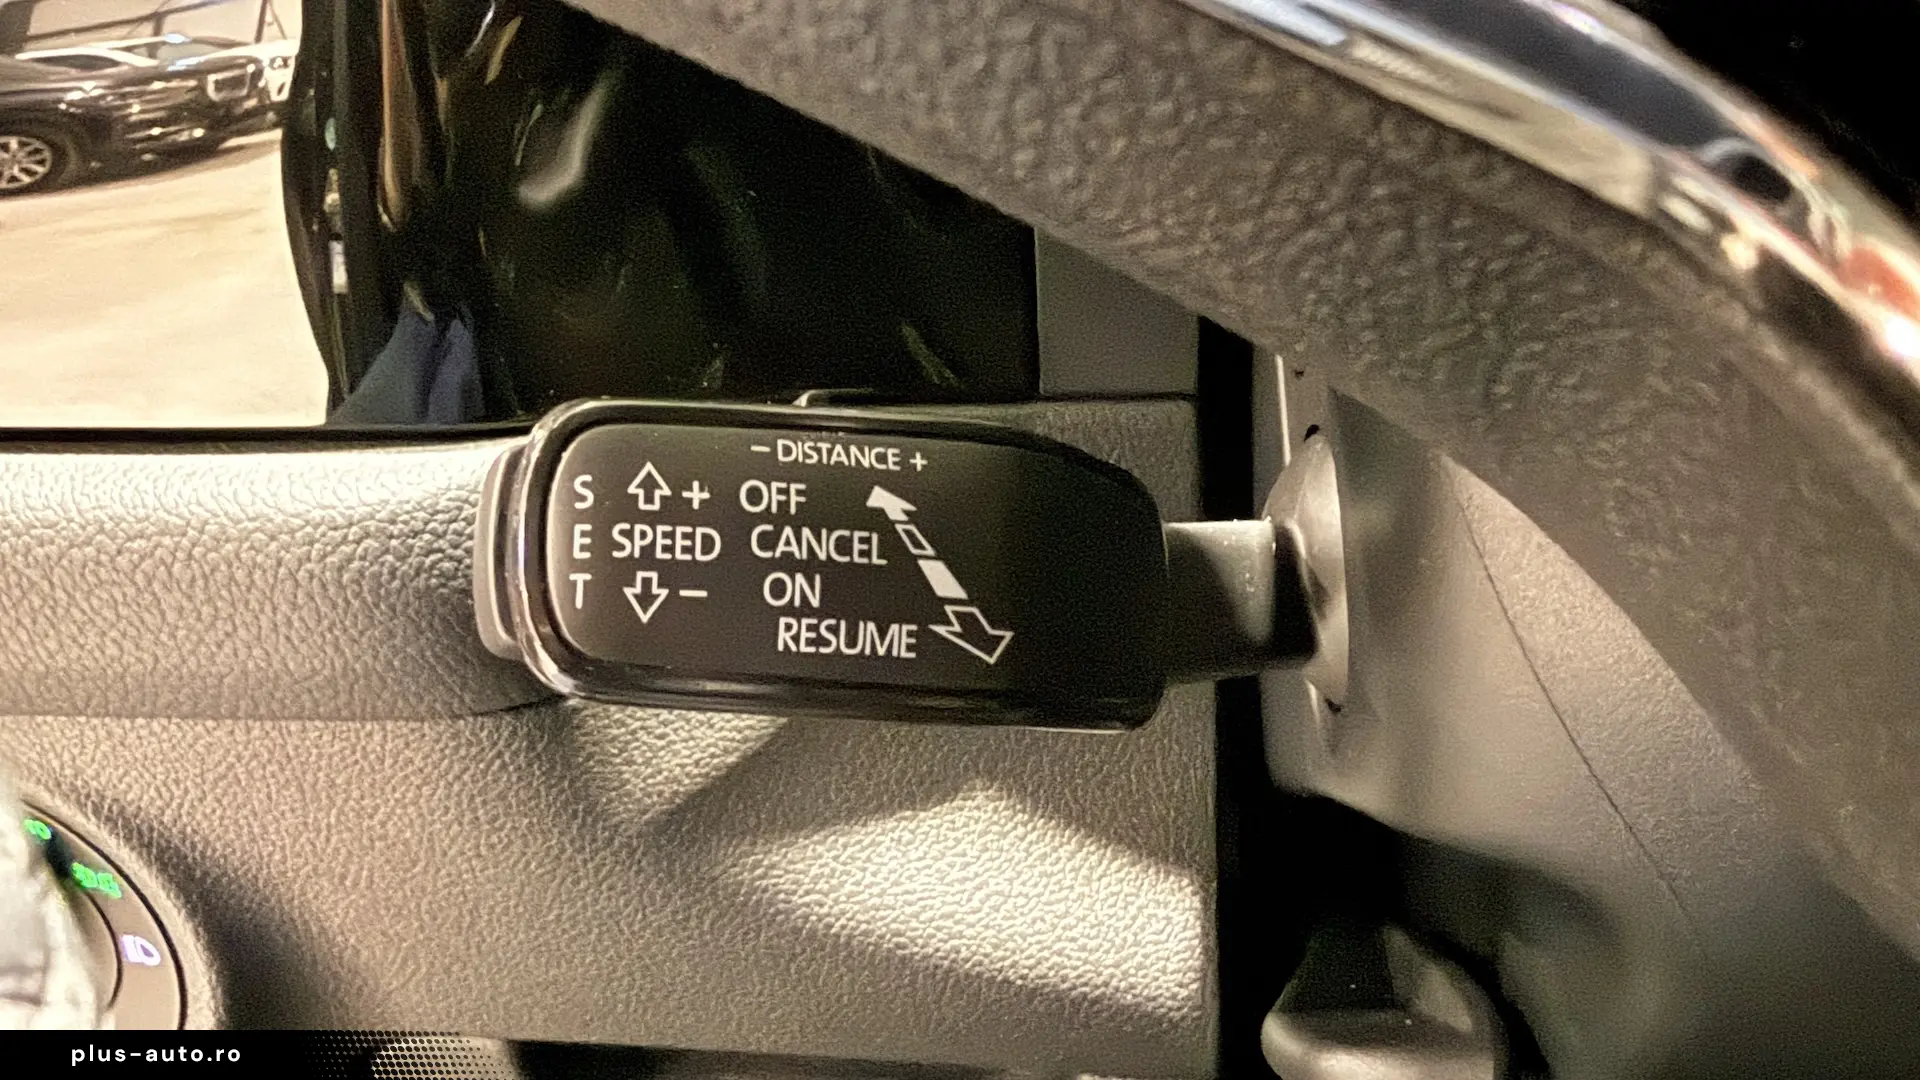 – DISTANCE +
S + OFF
E SPEED CANCEL
T – ON
RESUME
plus-auto.ro